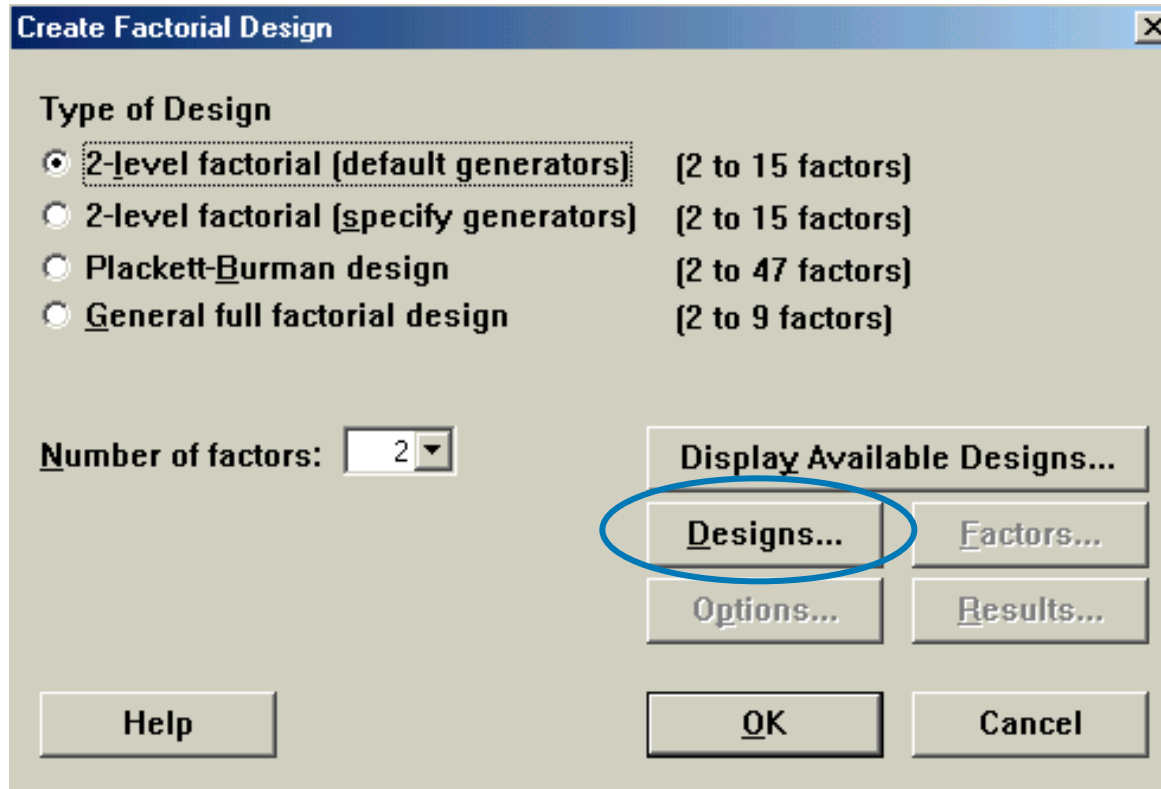 Create Factorial Design
Type of Design
2-level factorial (default generators) (2 to 15 factors)
2-level factorial (specify generators) (2 to 15 factors)
Plackett-Burman design (2 to 47 factors)
General full factorial design (2 to 9 factors)
Number of factors: 2
Display Available Designs...
Designs... Factors...
Options... Results...
Help OK Cancel